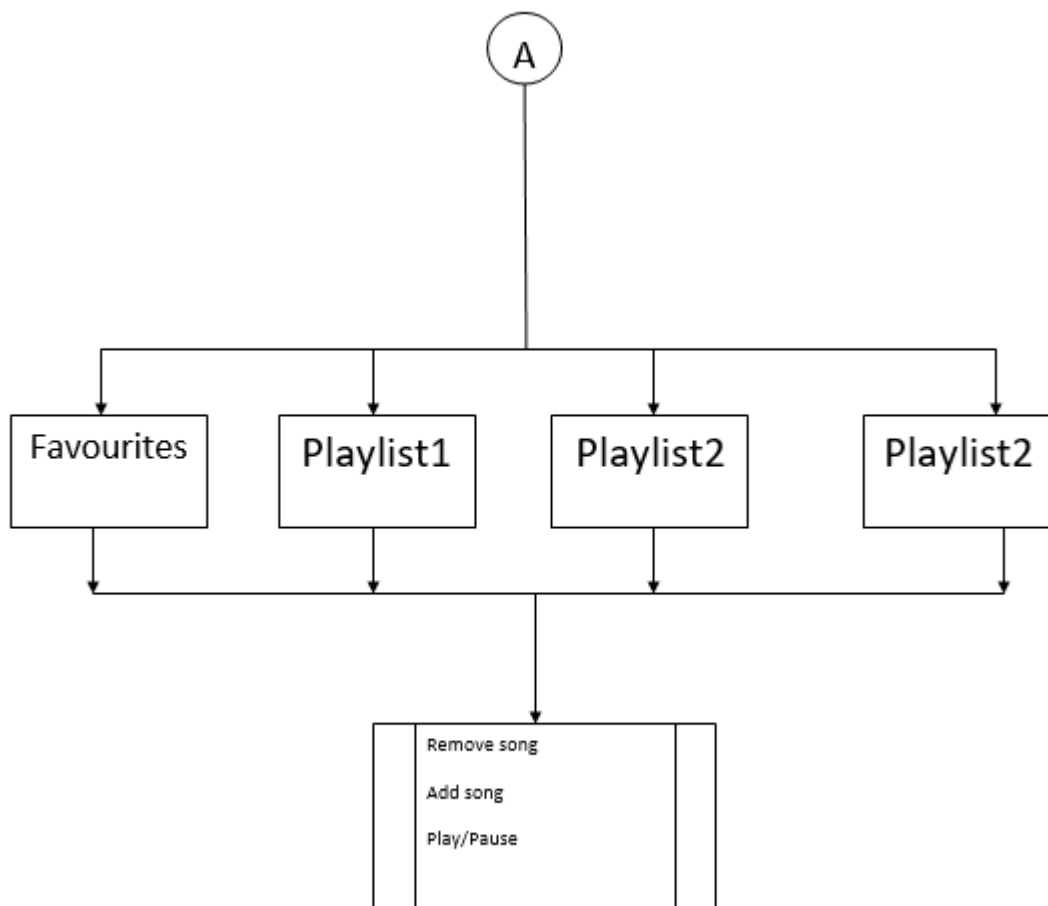 A
Favourites
Playlist1
Playlist2
Playlist2
Remove song
Add song
Play/Pause